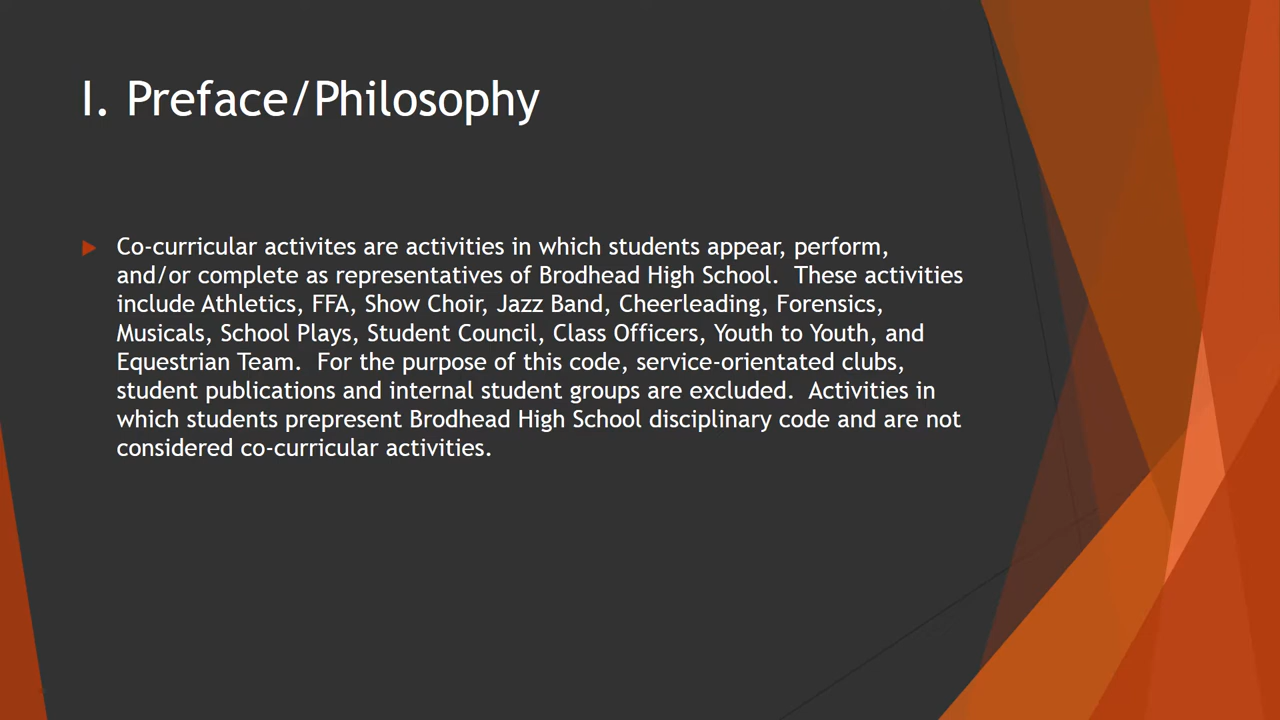 I. Preface/Philosophy
Co-curricular activites are activities in which students appear, perform,
and/or complete as representatives of Brodhead High School.  These activities
include Athletics, FFA, Show Choir, Jazz Band, Cheerleading, Forensics,
Musicals, School Plays, Student Council, Class Officers, Youth to Youth, and
Equestrian Team.  For the purpose of this code, service-orientated clubs,
student publications and internal student groups are excluded.  Activities in
which students prepresent Brodhead High School disciplinary code and are not
considered co-curricular activities.